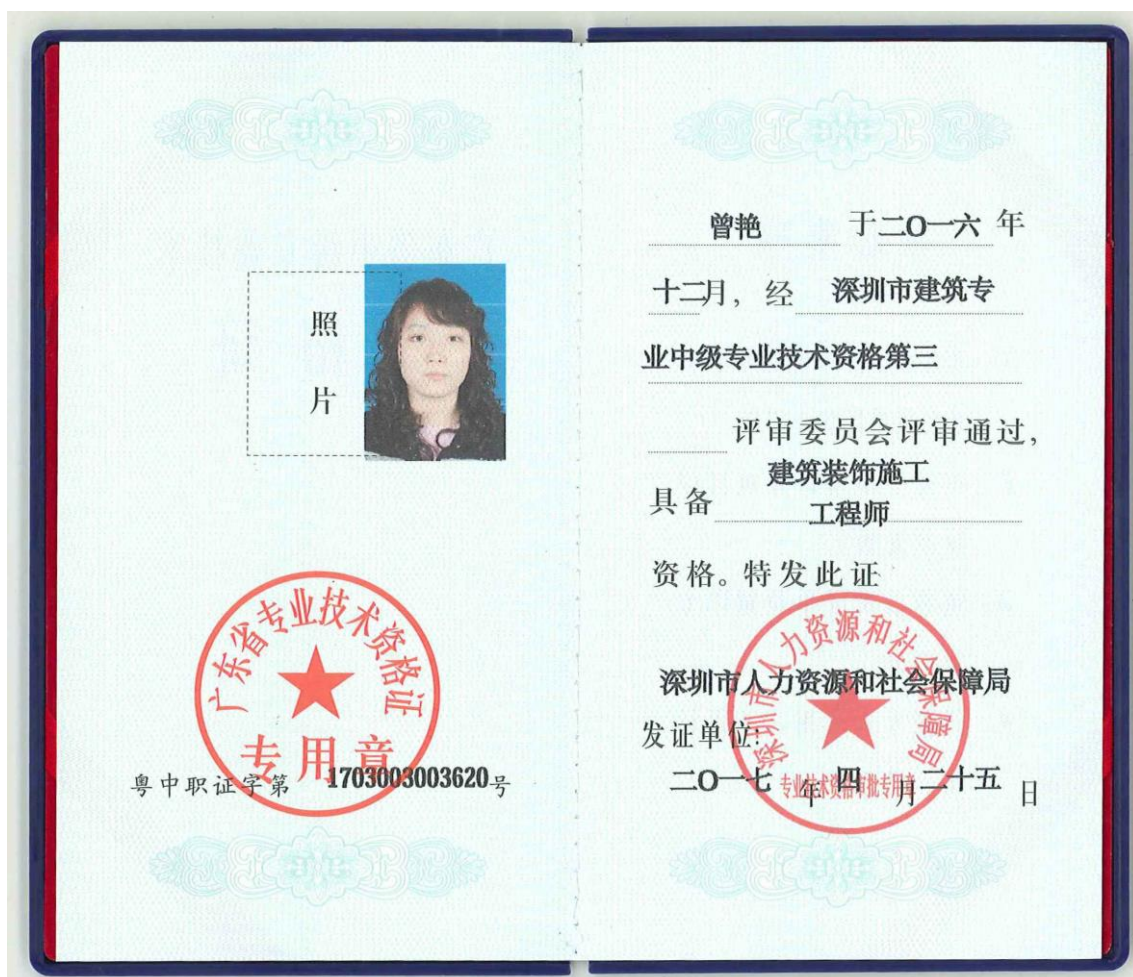 照
片
广东省专业技术资格证
专用章
粤中职证字第 1703003003620号
曾艳 于二O一六年
十二月，经 深圳市建筑专
业中级专业技术资格第三
评审委员会评审通过，
建筑装饰施工
具备 工程师
资格。特发此证
深圳市人力资源和社会保障局
深圳市人力资源和社会保障局
发证单位:
专业技术资格审批专用章
二O一七年四月二十五日